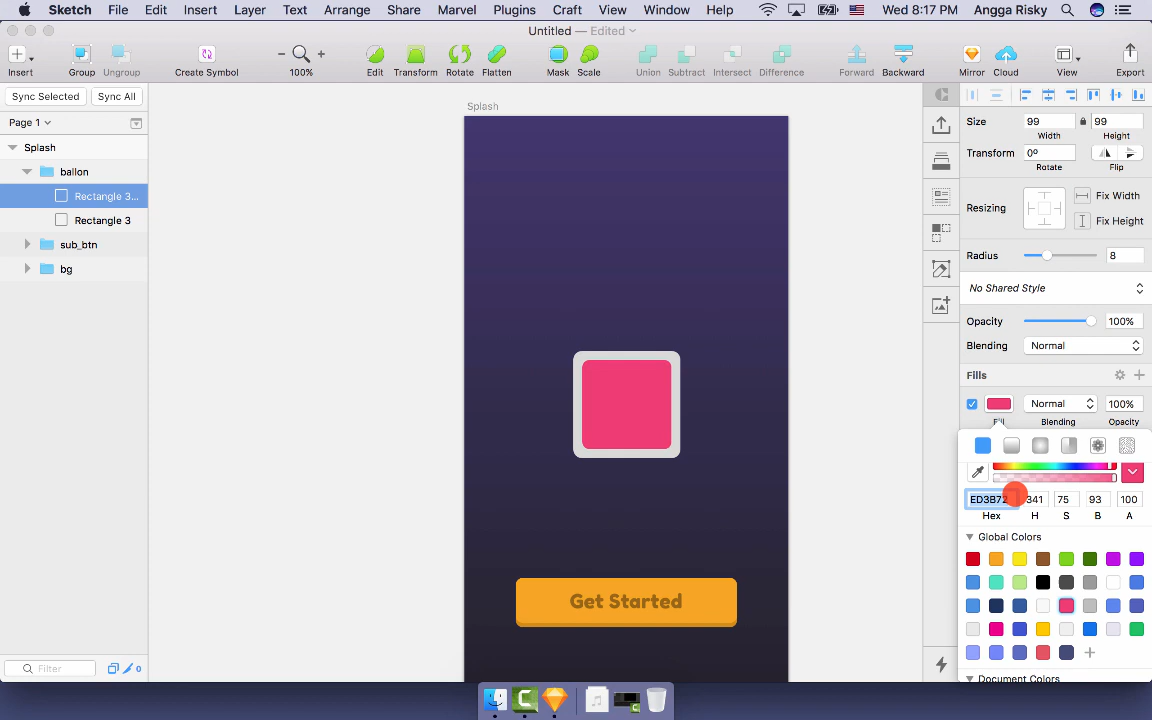 Sketch File Edit Insert Layer Text Arrange Share Marvel Plugins Craft View Window Help Wed 8:17 PM Angga Risky
Untitled — Edited
Insert Group Ungroup Create Symbol 100% Edit Transform Rotate Flatten Mask Scale Union Subtract Intersect Difference Forward Backward Mirror Cloud View Export
Sync Selected Sync All
Page 1
Splash
ballon
Rectangle 3...
Rectangle 3
sub_btn
bg
Filter
0
Splash
Get Started
Size 99 99
Width Height
Transform 0º
Rotate Flip
Resizing Fix Width
Fix Height
Radius 8
No Shared Style
Opacity 100%
Blending Normal
Fills
Normal 100%
Fill Blending Opacity
ED3B72 341 75 93 100
Hex H S B A
Global Colors
Document Colors